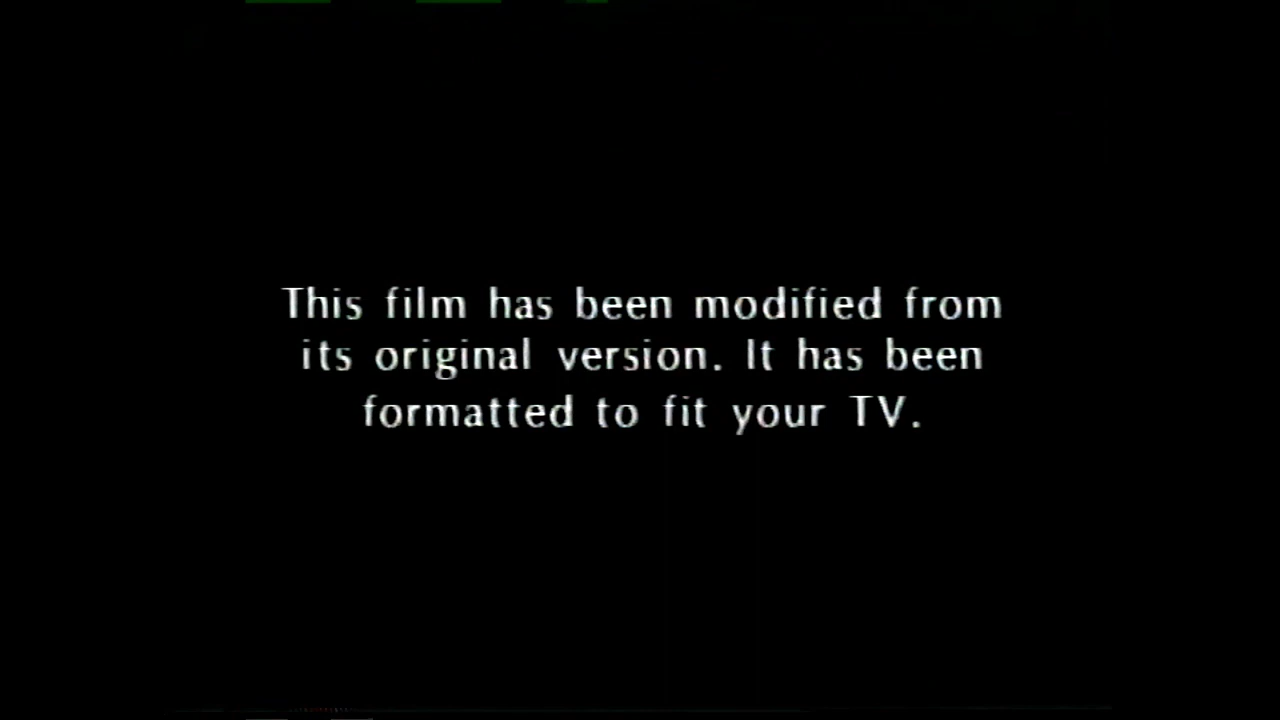 This film has been modified from
its original version. It has been
formatted to fit your TV.